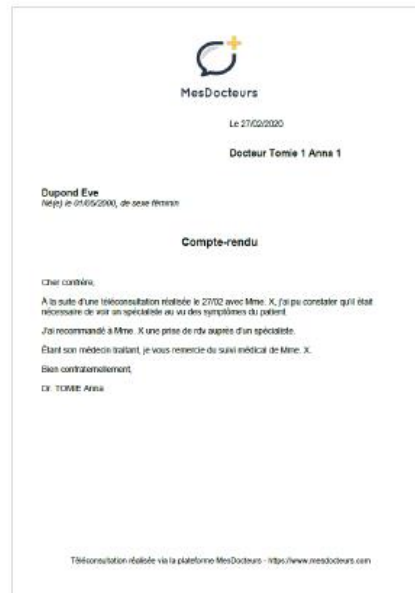 MesDocteurs
Le 27/02/2020
Docteur Tomie 1 Anna 1
Dupond Eve
Né(e) le 01/05/2000, de sexe féminin
Compte-rendu
Cher confrère,
À la suite d'une téléconsultation réalisée le 27/02 avec Mme. X, j'ai pu constater qu'il était
nécessaire de voir un spécialiste au vu des symptômes du patient.
J'ai recommandé à Mme. X une prise de rdv auprès d'un spécialiste.
Étant son médecin traitant, je vous remercie du suivi médical de Mme. X.
Bien confraternellement,
Dr. TOMIE Anna
Téléconsultation réalisée via la plateforme MesDocteurs - https://www.mesdocteurs.com